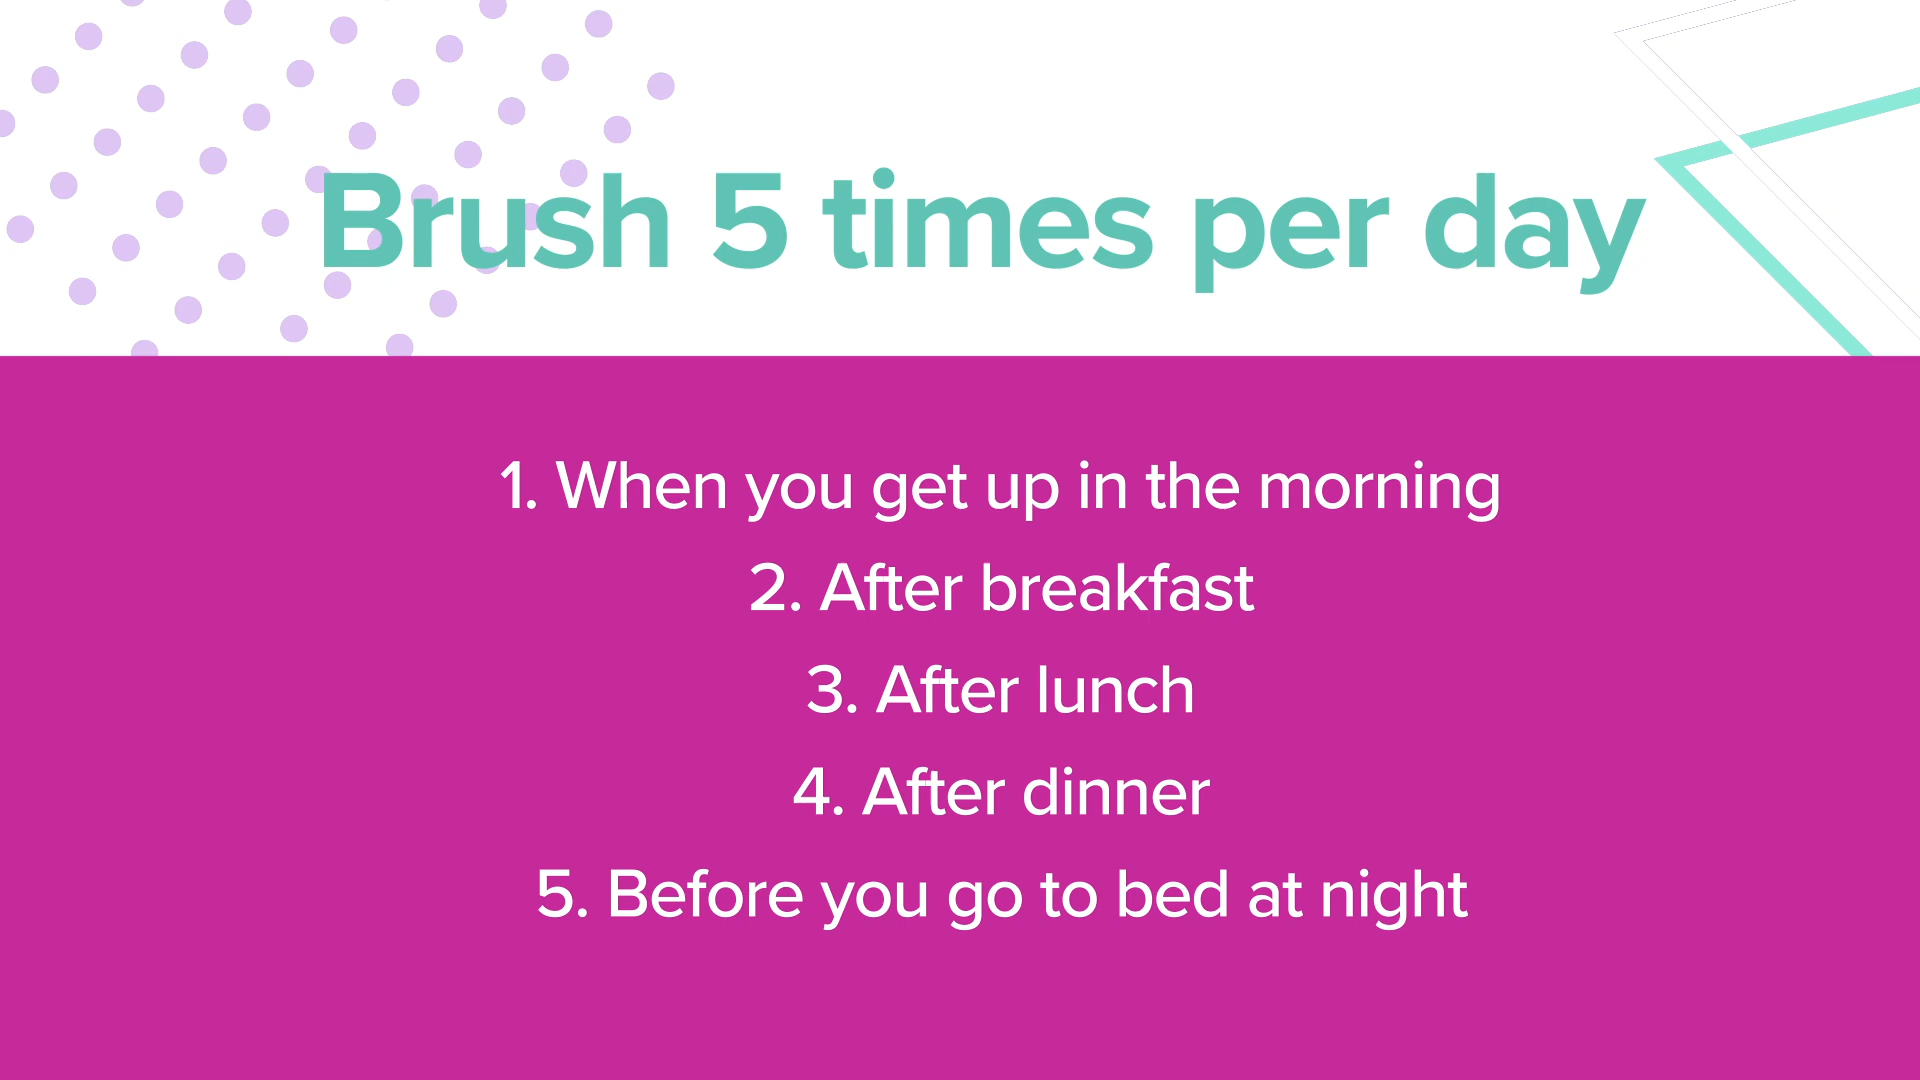 Brush 5 times per day
1. When you get up in the morning
2. After breakfast
3. After lunch
4. After dinner
5. Before you go to bed at night